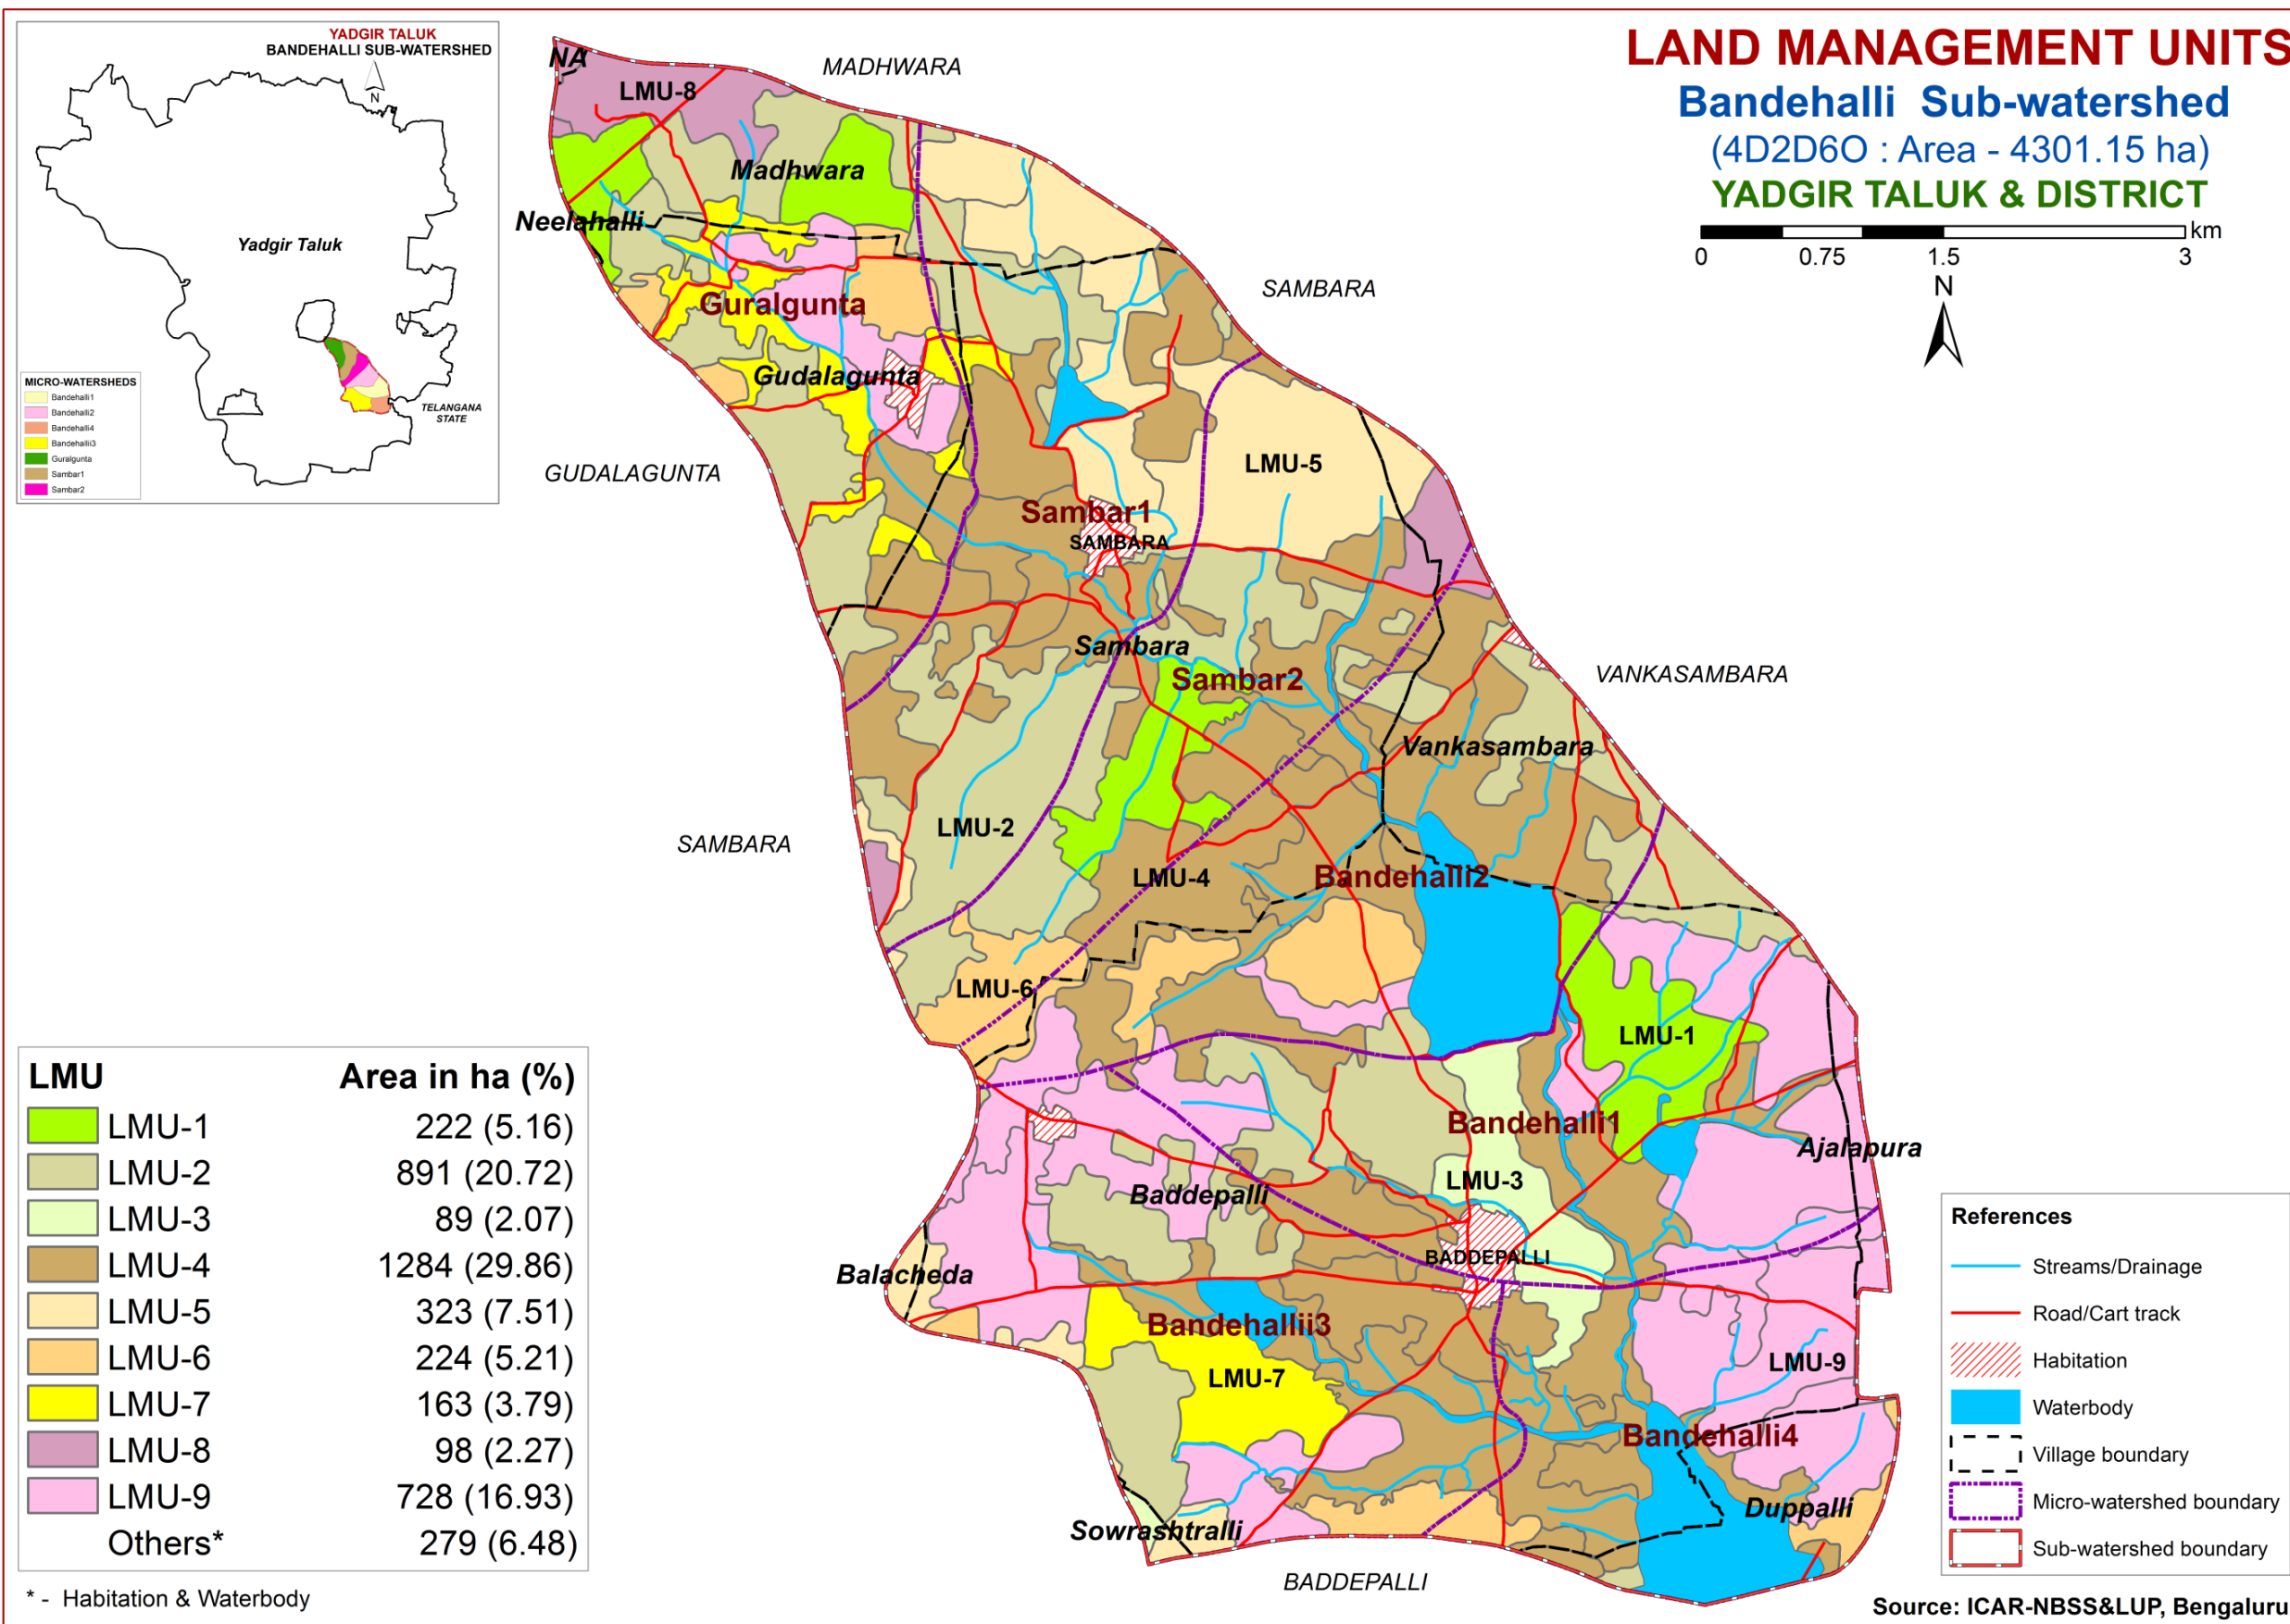 YADGIR TALUK
BANDEHALLI SUB-WATERSHED
N
Yadgir Taluk
TELANGANA
STATE
MICRO-WATERSHEDS
Bandehalli1
Bandehalli2
Bandehalli4
Bandehallii3
Guralgunta
Sambar1
Sambar2
LAND MANAGEMENT UNITS
Bandehalli Sub-watershed
(4D2D6O : Area - 4301.15 ha)
YADGIR TALUK & DISTRICT
km
0 0.75 1.5 3
N
NA
MADHWARA
LMU-8
Madhwara
Neelahalli
SAMBARA
Guralgunta
Gudalagunta
GUDALAGUNTA
LMU-5
Sambar1
SAMBARA
Sambara
Sambar2
VANKASAMBARA
Vankasambara
LMU-2
SAMBARA
LMU-4
Bandehalli2
LMU-6
LMU-1
Bandehalli1
Ajalapura
LMU-3
Baddepalli
BADDEPALLI
Balacheda
Bandehallii3
LMU-7
LMU-9
Bandehalli4
Duppalli
Sowrashtralli
BADDEPALLI
LMU Area in ha (%)
LMU-1 222 (5.16)
LMU-2 891 (20.72)
LMU-3 89 (2.07)
LMU-4 1284 (29.86)
LMU-5 323 (7.51)
LMU-6 224 (5.21)
LMU-7 163 (3.79)
LMU-8 98 (2.27)
LMU-9 728 (16.93)
Others* 279 (6.48)
* - Habitation & Waterbody
References
Streams/Drainage
Road/Cart track
Habitation
Waterbody
Village boundary
Micro-watershed boundary
Sub-watershed boundary
Source: ICAR-NBSS&LUP, Bengaluru